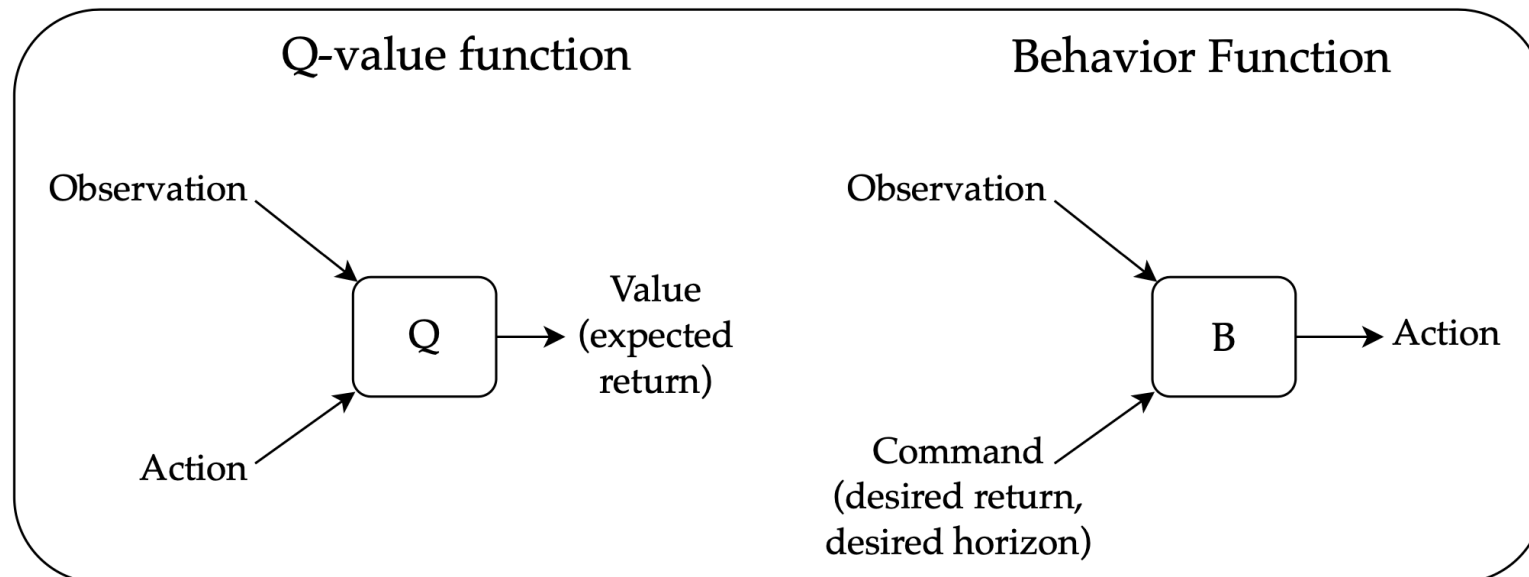 Q-value function
Observation
Q
Value
(expected
return)
Action
Behavior Function
Observation
B
Action
Command
(desired return,
desired horizon)